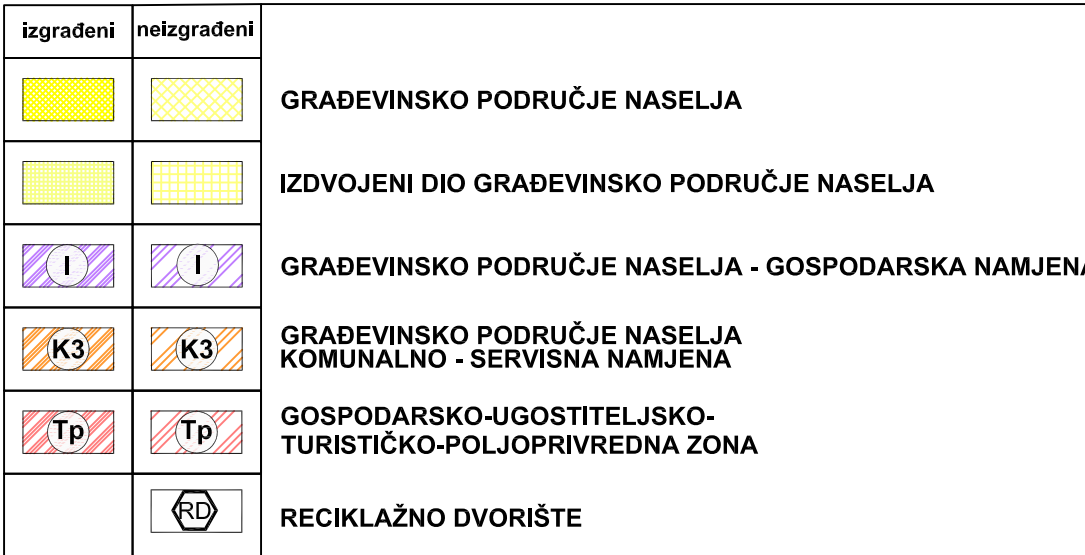 izgrađeni neizgrađeni
GRAĐEVINSKO PODRUČJE NASELJA
IZDVOJENI DIO GRAĐEVINSKO PODRUČJE NASELJA
I I GRAĐEVINSKO PODRUČJE NASELJA - GOSPODARSKA NAMJENA
K3 K3 GRAĐEVINSKO PODRUČJE NASELJA
KOMUNALNO - SERVISNA NAMJENA
Tp Tp GOSPODARSKO-UGOSTITELJSKO-
TURISTIČKO-POLJOPRIVREDNA ZONA
RD RECIKLAŽNO DVORIŠTE